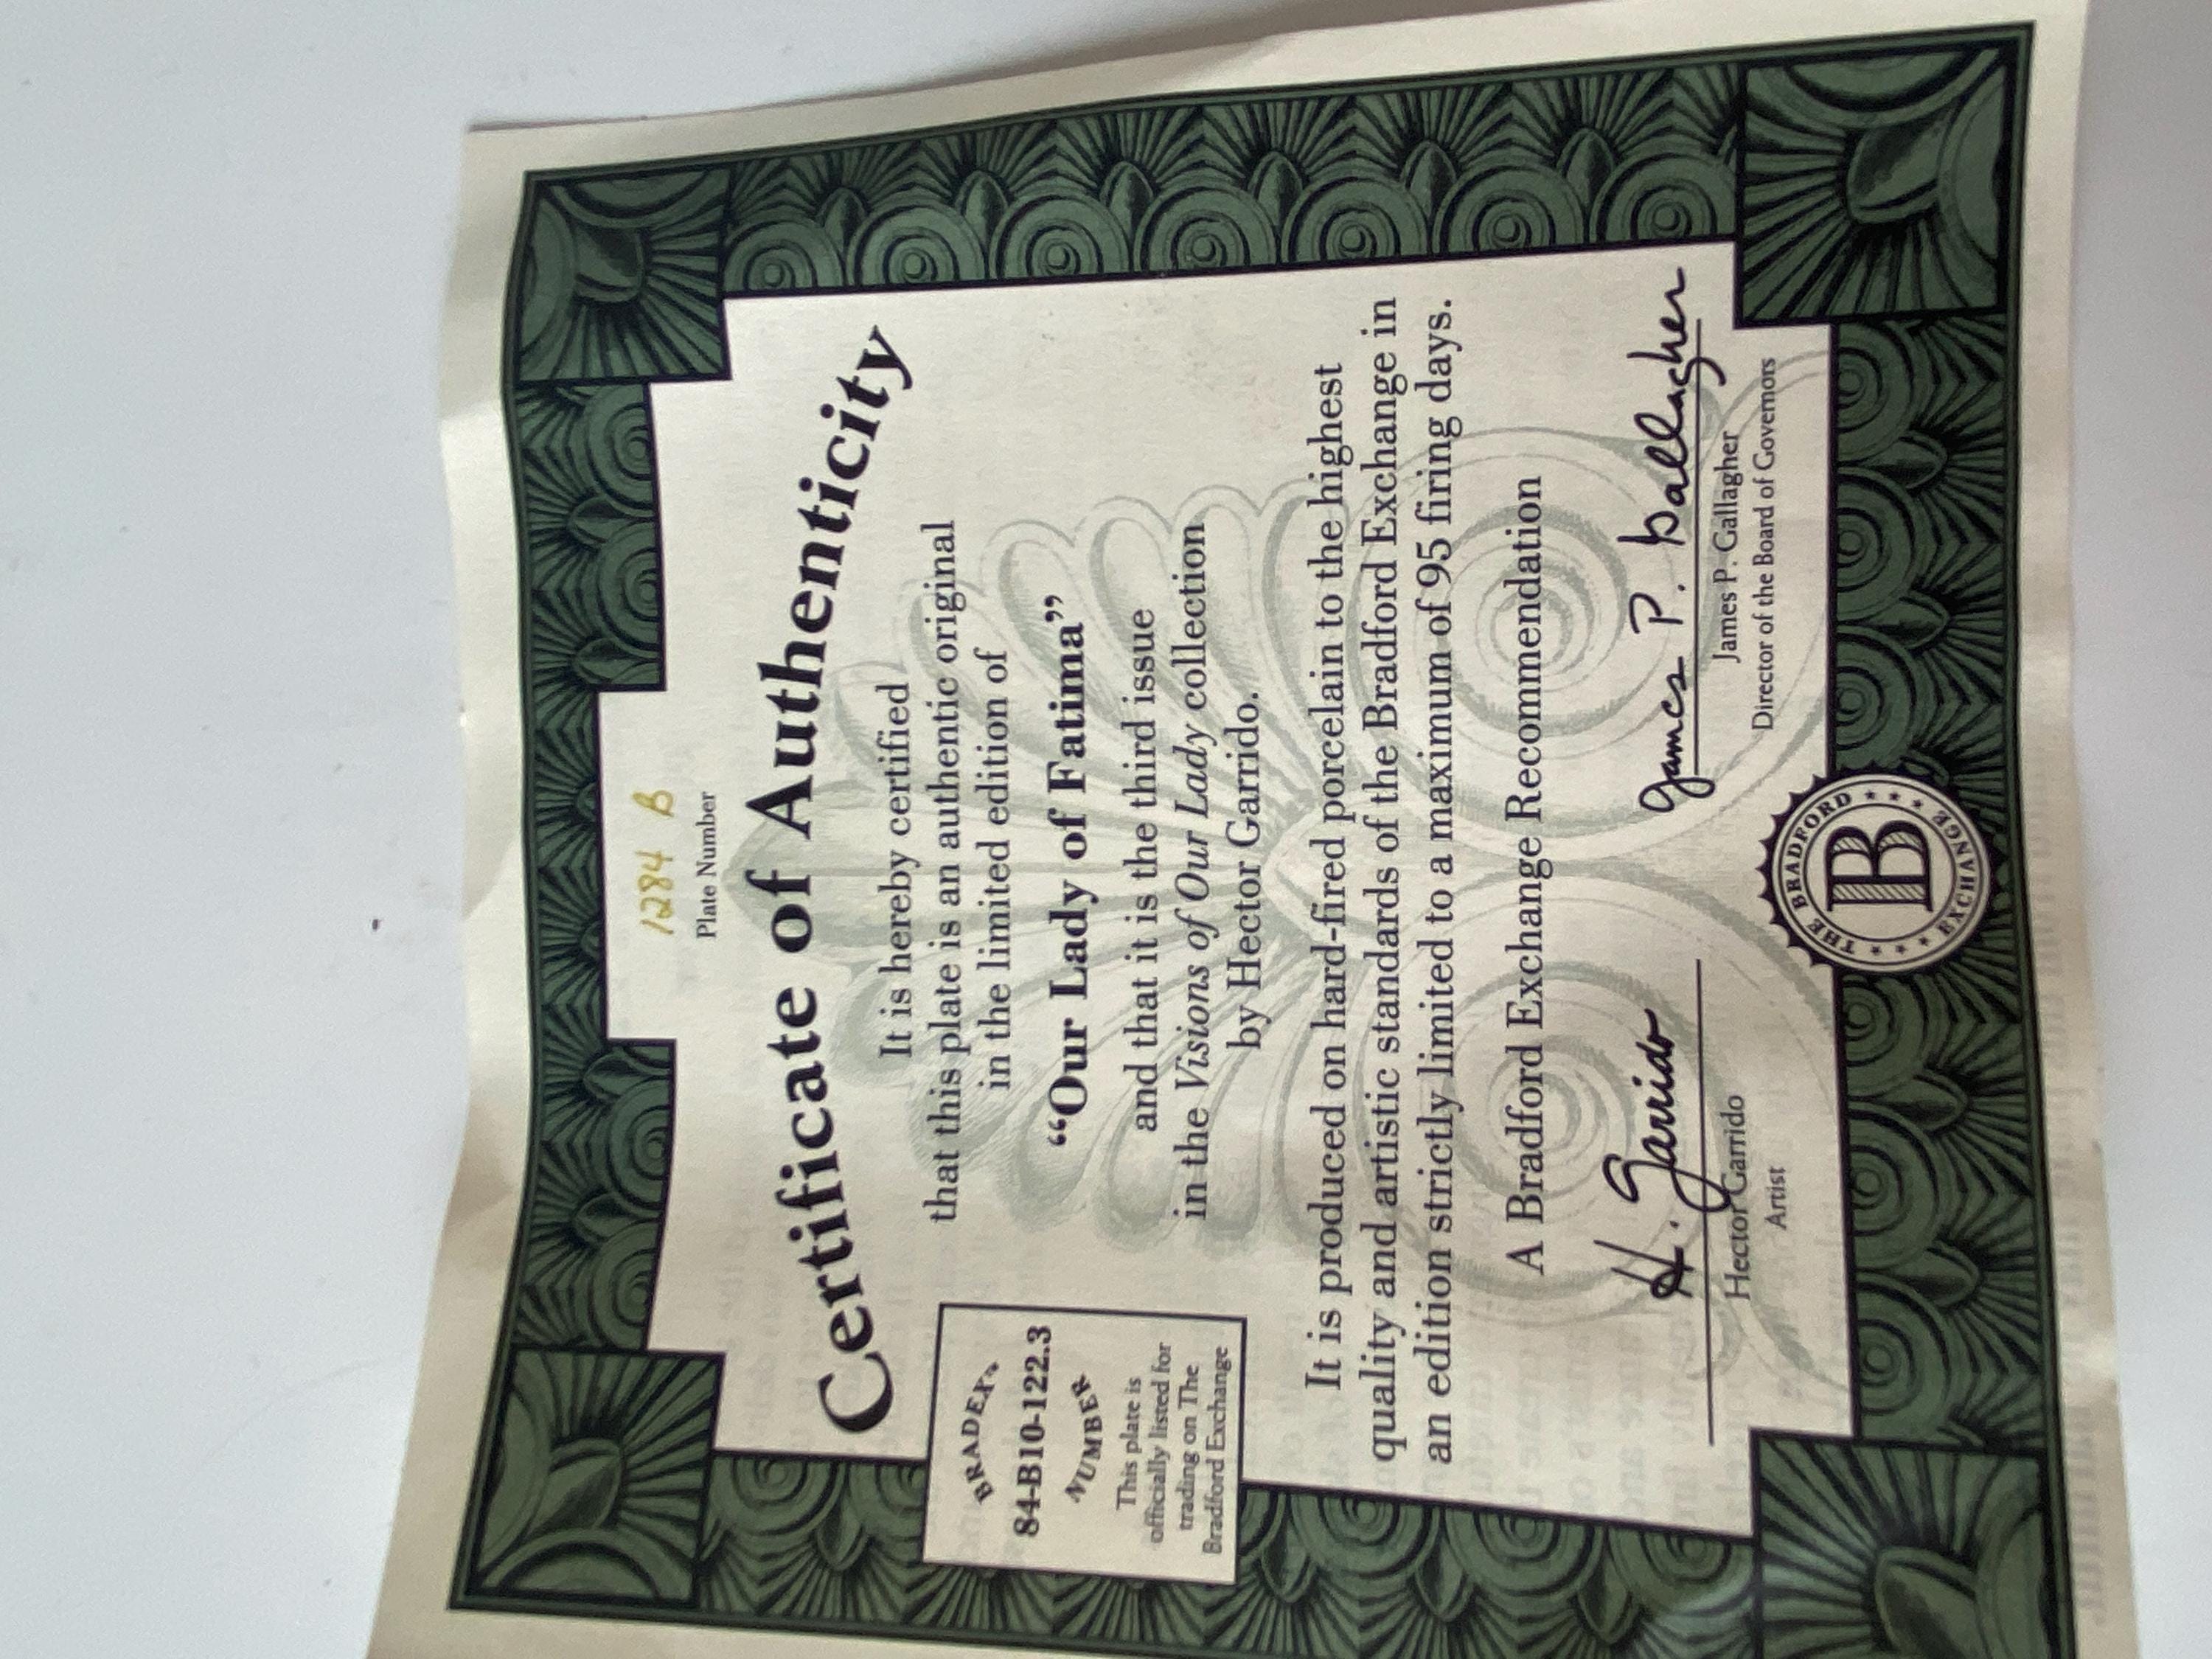 1284 B
Plate Number
Certificate of Authenticity
It is hereby certified
that this plate is an authentic original
in the limited edition of
“Our Lady of Fatima”
and that it is the third issue
in the Visions of Our Lady collection
by Hector Garrido.
BRADEX
84-B10-122.3
NUMBER
This plate is
officially listed for
trading on The
Bradford Exchange
It is produced on hard-fired porcelain to the highest
quality and artistic standards of the Bradford Exchange in
an edition strictly limited to a maximum of 95 firing days.
A Bradford Exchange Recommendation
H. Garrido
Hector Garrido
Artist
James P. Gallagher
James P. Gallagher
Director of the Board of Governors
THE BRADFORD
B
EXCHANGE